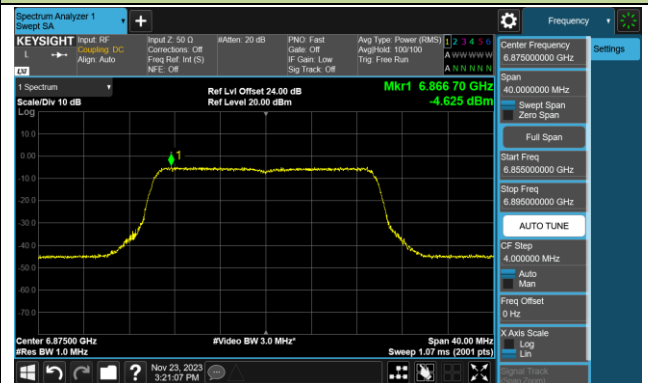 Spectrum Analyzer 1
Swept SA
+
Frequency
KEYSIGHT
L
Input: RF
Coupling: DC
Align: Auto
Input Z: 50 Ω
Corrections: Off
Freq Ref: Int (S)
NFE: Off
#Atten: 20 dB
PNO: Fast
Gate: Off
IF Gain: Low
Sig Track: Off
Avg Type: Power (RMS)
Avg|Hold: 100/100
Trig: Free Run
1 2 3 4 5 6
A W W W W W
A N N N N N
1 Spectrum
Scale/Div 10 dB
Log
Ref Lvl Offset 24.00 dB
Ref Level 20.00 dBm
Mkr1 6.866 70 GHz
-4.625 dBm
10.0
0.00
-10.0
-20.0
-30.0
-40.0
-50.0
-60.0
-70.0
1
Center 6.87500 GHz
#Res BW 1.0 MHz
#Video BW 3.0 MHz*
Span 40.00 MHz
Sweep 1.07 ms (2001 pts)
Nov 23, 2023
3:21:07 PM
?
Center Frequency
6.875000000 GHz
Settings
Span
40.0000000 MHz
Swept Span
Zero Span
Full Span
Start Freq
6.855000000 GHz
Stop Freq
6.895000000 GHz
AUTO TUNE
CF Step
4.000000 MHz
Auto
Man
Freq Offset
0 Hz
X Axis Scale
Log
Lin
Signal Track
(Span Zoom)